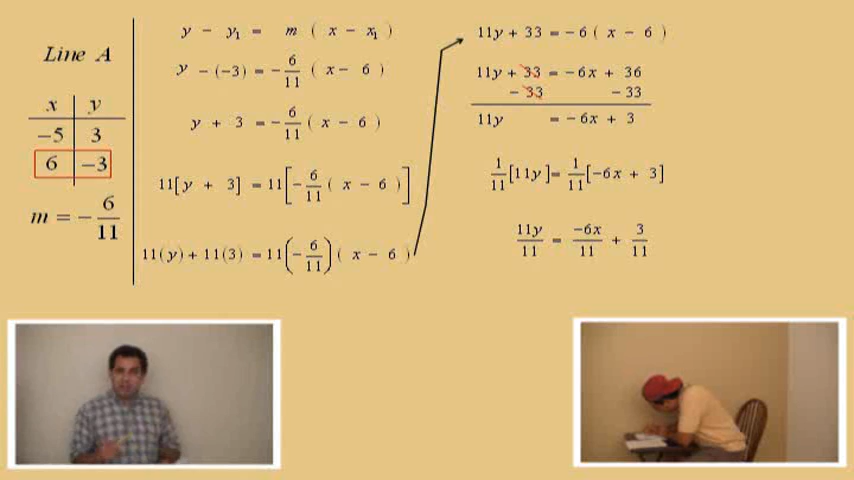 Line A
x y
−5 3
6 −3
m = − 6/11
y − y₁ = m ( x − x₁ )
y − (−3) = − 6/11 ( x − 6 )
y + 3 = − 6/11 ( x − 6 )
11[ y + 3 ] = 11[ − 6/11 ( x − 6 ) ]
11( y ) + 11( 3 ) = 11( − 6/11 ) ( x − 6 )
11y + 33 = − 6 ( x − 6 )
11y + 33 = − 6x + 36
− 33 − 33
11y = − 6x + 3
1/11 [11y] = 1/11 [−6x + 3]
11y/11 = −6x/11 + 3/11